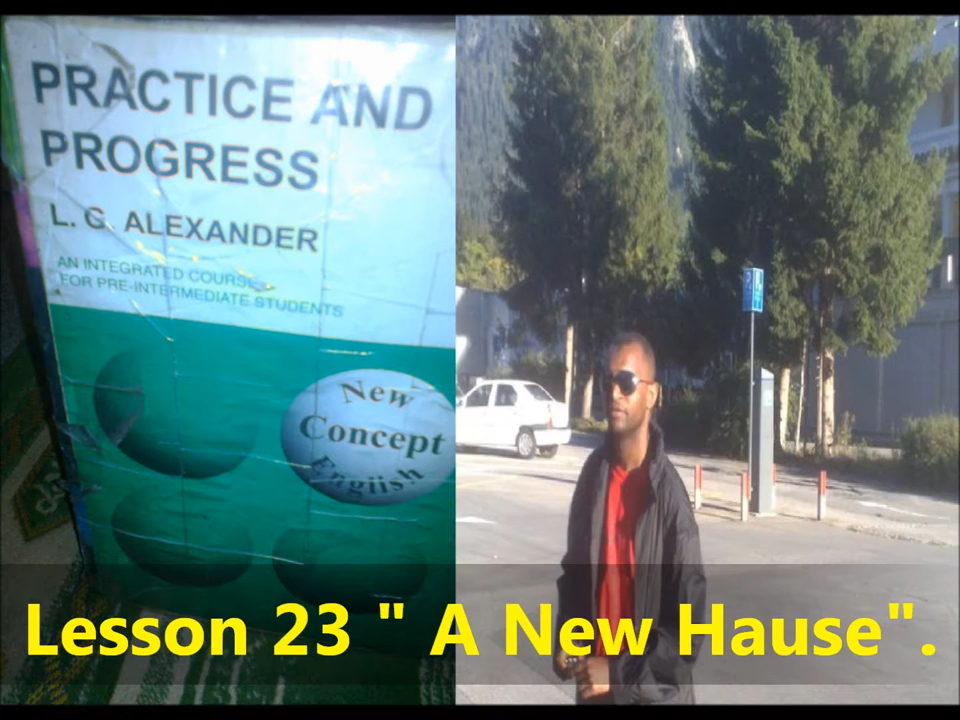 PRACTICE AND
PROGRESS
L. G. ALEXANDER
AN INTEGRATED COURSE
FOR PRE-INTERMEDIATE STUDENTS
New
Concept
English
Lesson 23 " A New Hause".